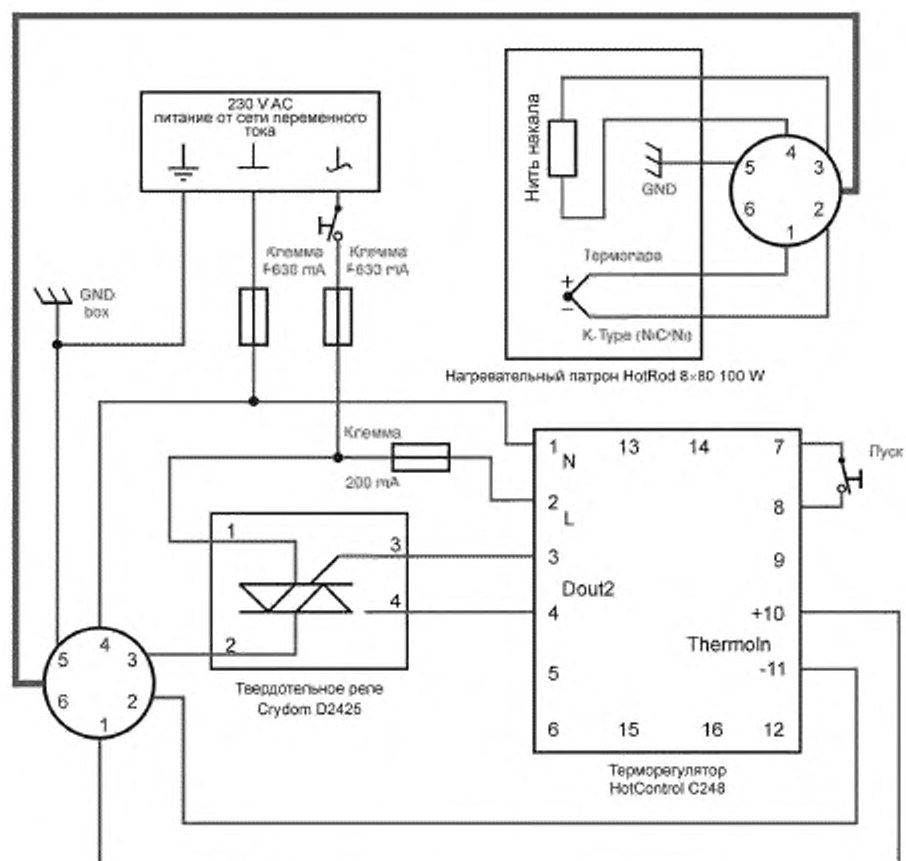 230 V AC
питание от сети переменного
тока
Клемма
F630 mA
Клемма
F630 mA
GND
box
Нить накала
GND
5
4
3
6
2
1
Термопара
+
–
K-Type (NiCrNi)
Нагревательный патрон HotRod 8×80 100 W
Клемма
200 mA
1
N
13
14
7
Пуск
2
L
8
3
9
Dout2
4
+10
ThermoIn
5
-11
6
15
16
12
Терморегулятор
HotControl C248
1
3
4
2
Твердотельное реле
Crydom D2425
5
4
3
6
2
1